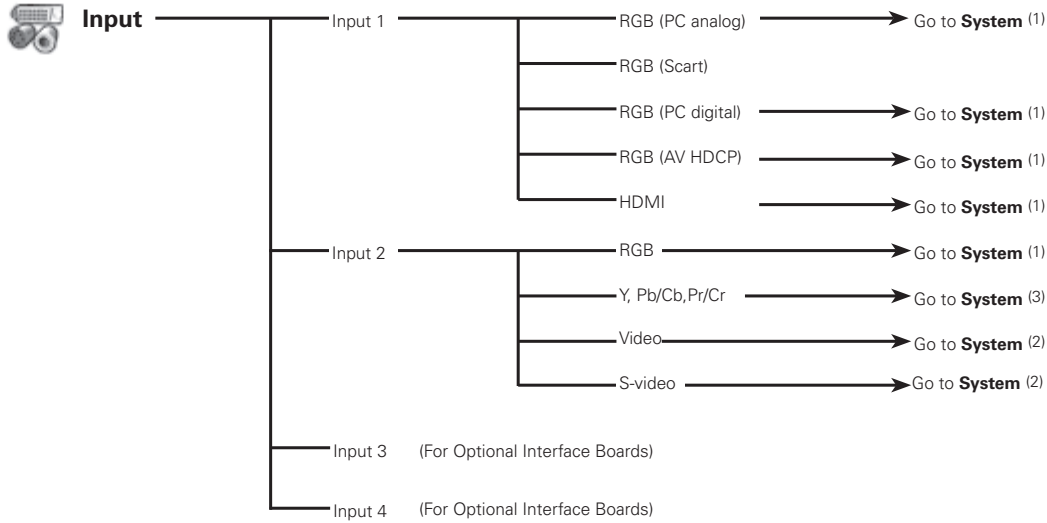 Input
Input 1
RGB (PC analog)
Go to System (1)
RGB (Scart)
RGB (PC digital)
Go to System (1)
RGB (AV HDCP)
Go to System (1)
HDMI
Go to System (1)
Input 2
RGB
Go to System (1)
Y, Pb/Cb,Pr/Cr
Go to System (3)
Video
Go to System (2)
S-video
Go to System (2)
Input 3 (For Optional Interface Boards)
Input 4 (For Optional Interface Boards)